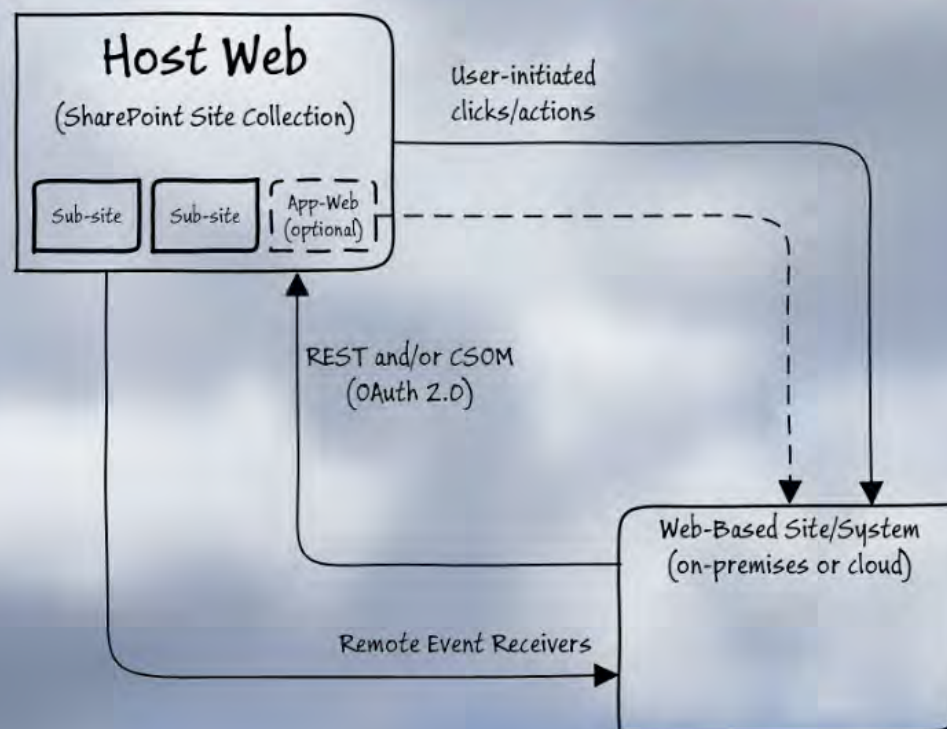 Host Web
(SharePoint Site Collection)
Sub-site
Sub-site
App-Web
(optional)
User-initiated
clicks/actions
REST and/or CSOM
(OAuth 2.0)
Web-Based Site/System
(on-premises or cloud)
Remote Event Receivers